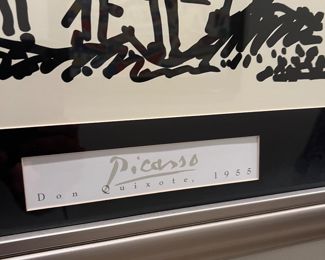 Picasso
Don Quixote, 1955